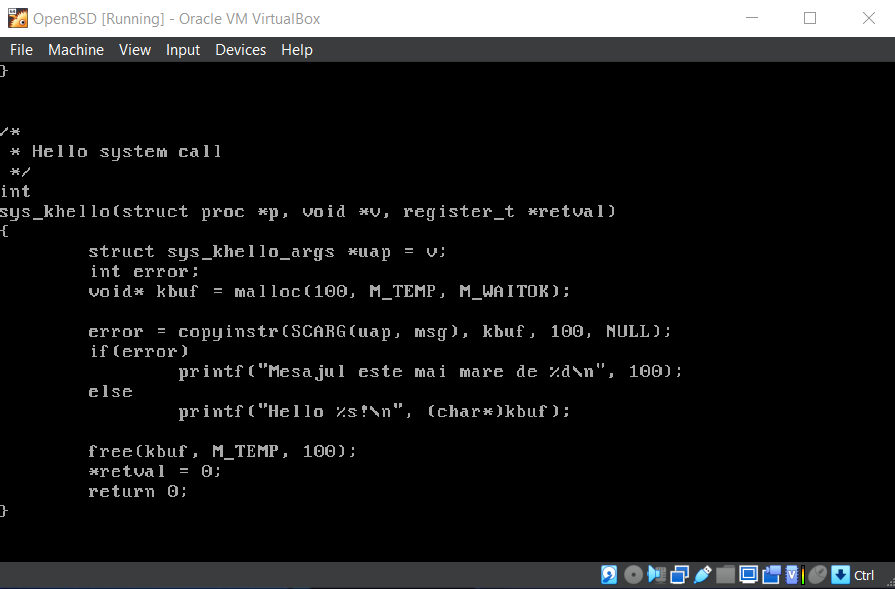 OpenBSD [Running] - Oracle VM VirtualBox
File Machine View Input Devices Help
}
/*
 * Hello system call
 */
int
sys_khello(struct proc *p, void *v, register_t *retval)
{
        struct sys_khello_args *uap = v;
        int error;
        void* kbuf = malloc(100, M_TEMP, M_WAITOK);
        error = copyinstr(SCARG(uap, msg), kbuf, 100, NULL);
        if(error)
                printf("Mesajul este mai mare de %d\n", 100);
        else
                printf("Hello %s!\n", (char*)kbuf);
        free(kbuf, M_TEMP, 100);
        *retval = 0;
        return 0;
}
Ctrl